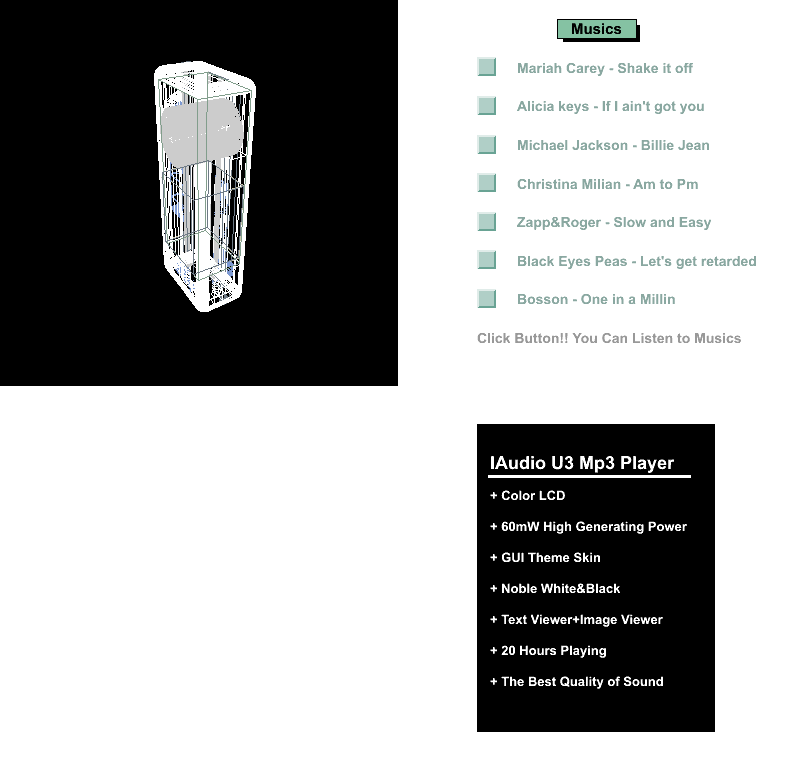 Musics
Mariah Carey - Shake it off
Alicia keys - If I ain't got you
Michael Jackson - Billie Jean
Christina Milian - Am to Pm
Zapp&Roger - Slow and Easy
Black Eyes Peas - Let's get retarded
Bosson - One in a Millin
Click Button!! You Can Listen to Musics
IAudio U3 Mp3 Player
+ Color LCD
+ 60mW High Generating Power
+ GUI Theme Skin
+ Noble White&Black
+ Text Viewer+Image Viewer
+ 20 Hours Playing
+ The Best Quality of Sound